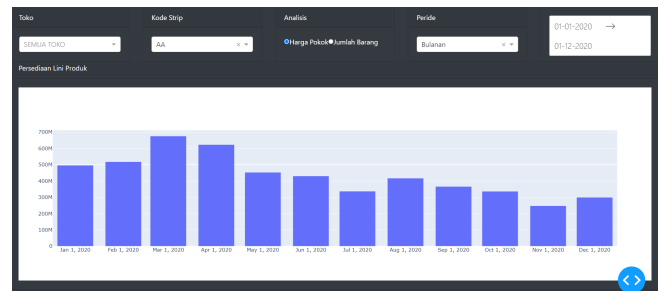 Toko
Kode Strip
Analisis
Peride
SEMUA TOKO
AA
Harga Pokok Jumlah Barang
Bulanan
01-01-2020 →
01-12-2020
Persediaan Lini Produk
700M
600M
500M
400M
300M
200M
100M
0
Jan 1, 2020 Feb 1, 2020 Mar 1, 2020 Apr 1, 2020 May 1, 2020 Jun 1, 2020 Jul 1, 2020 Aug 1, 2020 Sep 1, 2020 Oct 1, 2020 Nov 1, 2020 Dec 1, 2020